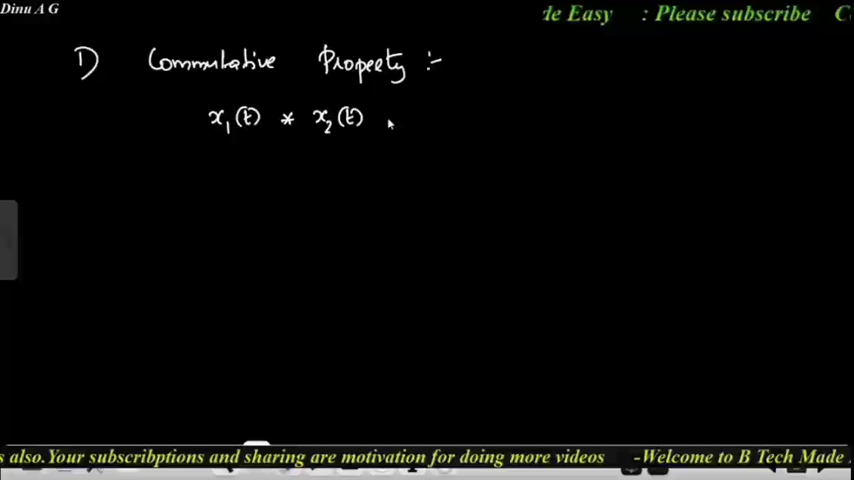 Dinu A G
de Easy : Please subscribe C
1) Commutative Property :-
x₁(t) * x₂(t)
s also.Your subscribptions and sharing are motivation for doing more videos -Welcome to B Tech Made